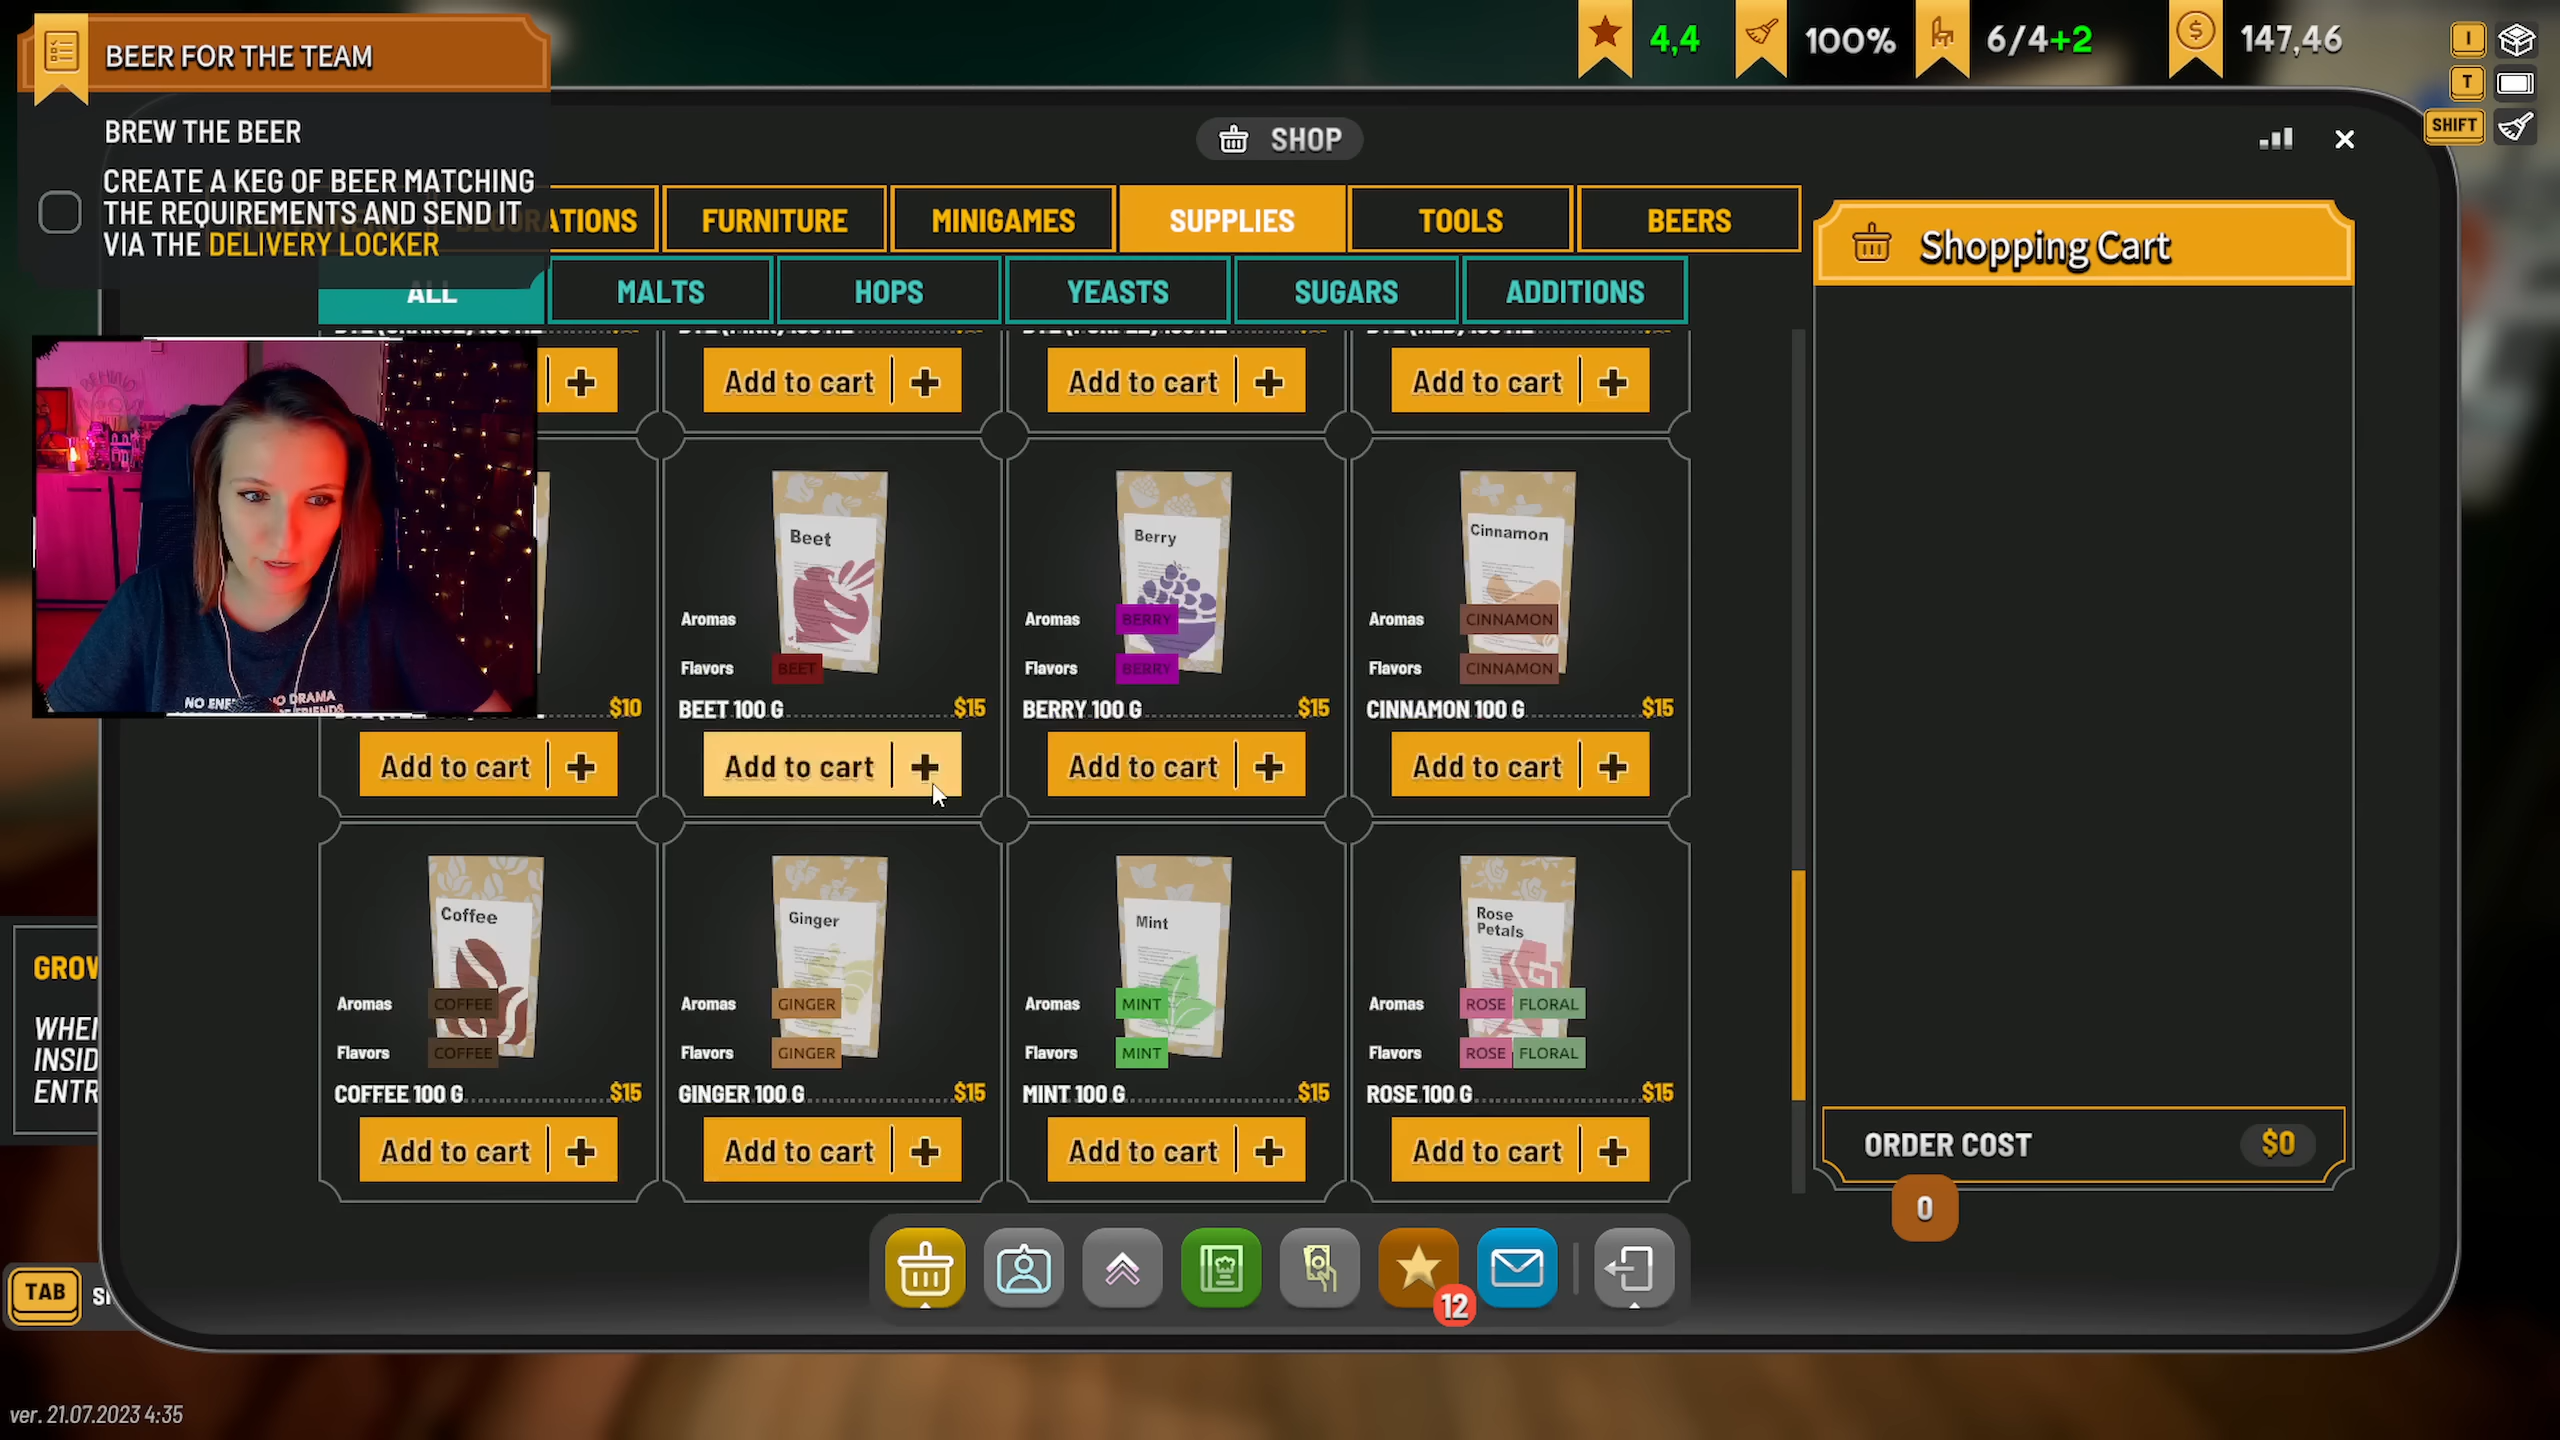 BEER FOR THE TEAM
BREW THE BEER
CREATE A KEG OF BEER MATCHING
THE REQUIREMENTS AND SEND IT
VIA THE DELIVERY LOCKER
4,4
100%
6/4+2
147,46
I
T
SHIFT
SHOP
FURNITURE
MINIGAMES
SUPPLIES
TOOLS
BEERS
ALL
MALTS
HOPS
YEASTS
SUGARS
ADDITIONS
Shopping Cart
Add to cart
Add to cart
Add to cart
$10
Add to cart
Beet
Aromas
Flavors BEET
BEET 100 G $15
Add to cart
Berry
Aromas BERRY
Flavors BERRY
BERRY 100 G $15
Add to cart
Cinnamon
Aromas CINNAMON
Flavors CINNAMON
CINNAMON 100 G $15
Add to cart
Coffee
Aromas COFFEE
Flavors COFFEE
COFFEE 100 G $15
Add to cart
Ginger
Aromas GINGER
Flavors GINGER
GINGER 100 G $15
Add to cart
Mint
Aromas MINT
Flavors MINT
MINT 100 G $15
Add to cart
Rose
Petals
Aromas ROSE FLORAL
Flavors ROSE FLORAL
ROSE 100 G $15
Add to cart
ORDER COST $0
0
12
TAB
ver. 21.07.2023 4:35